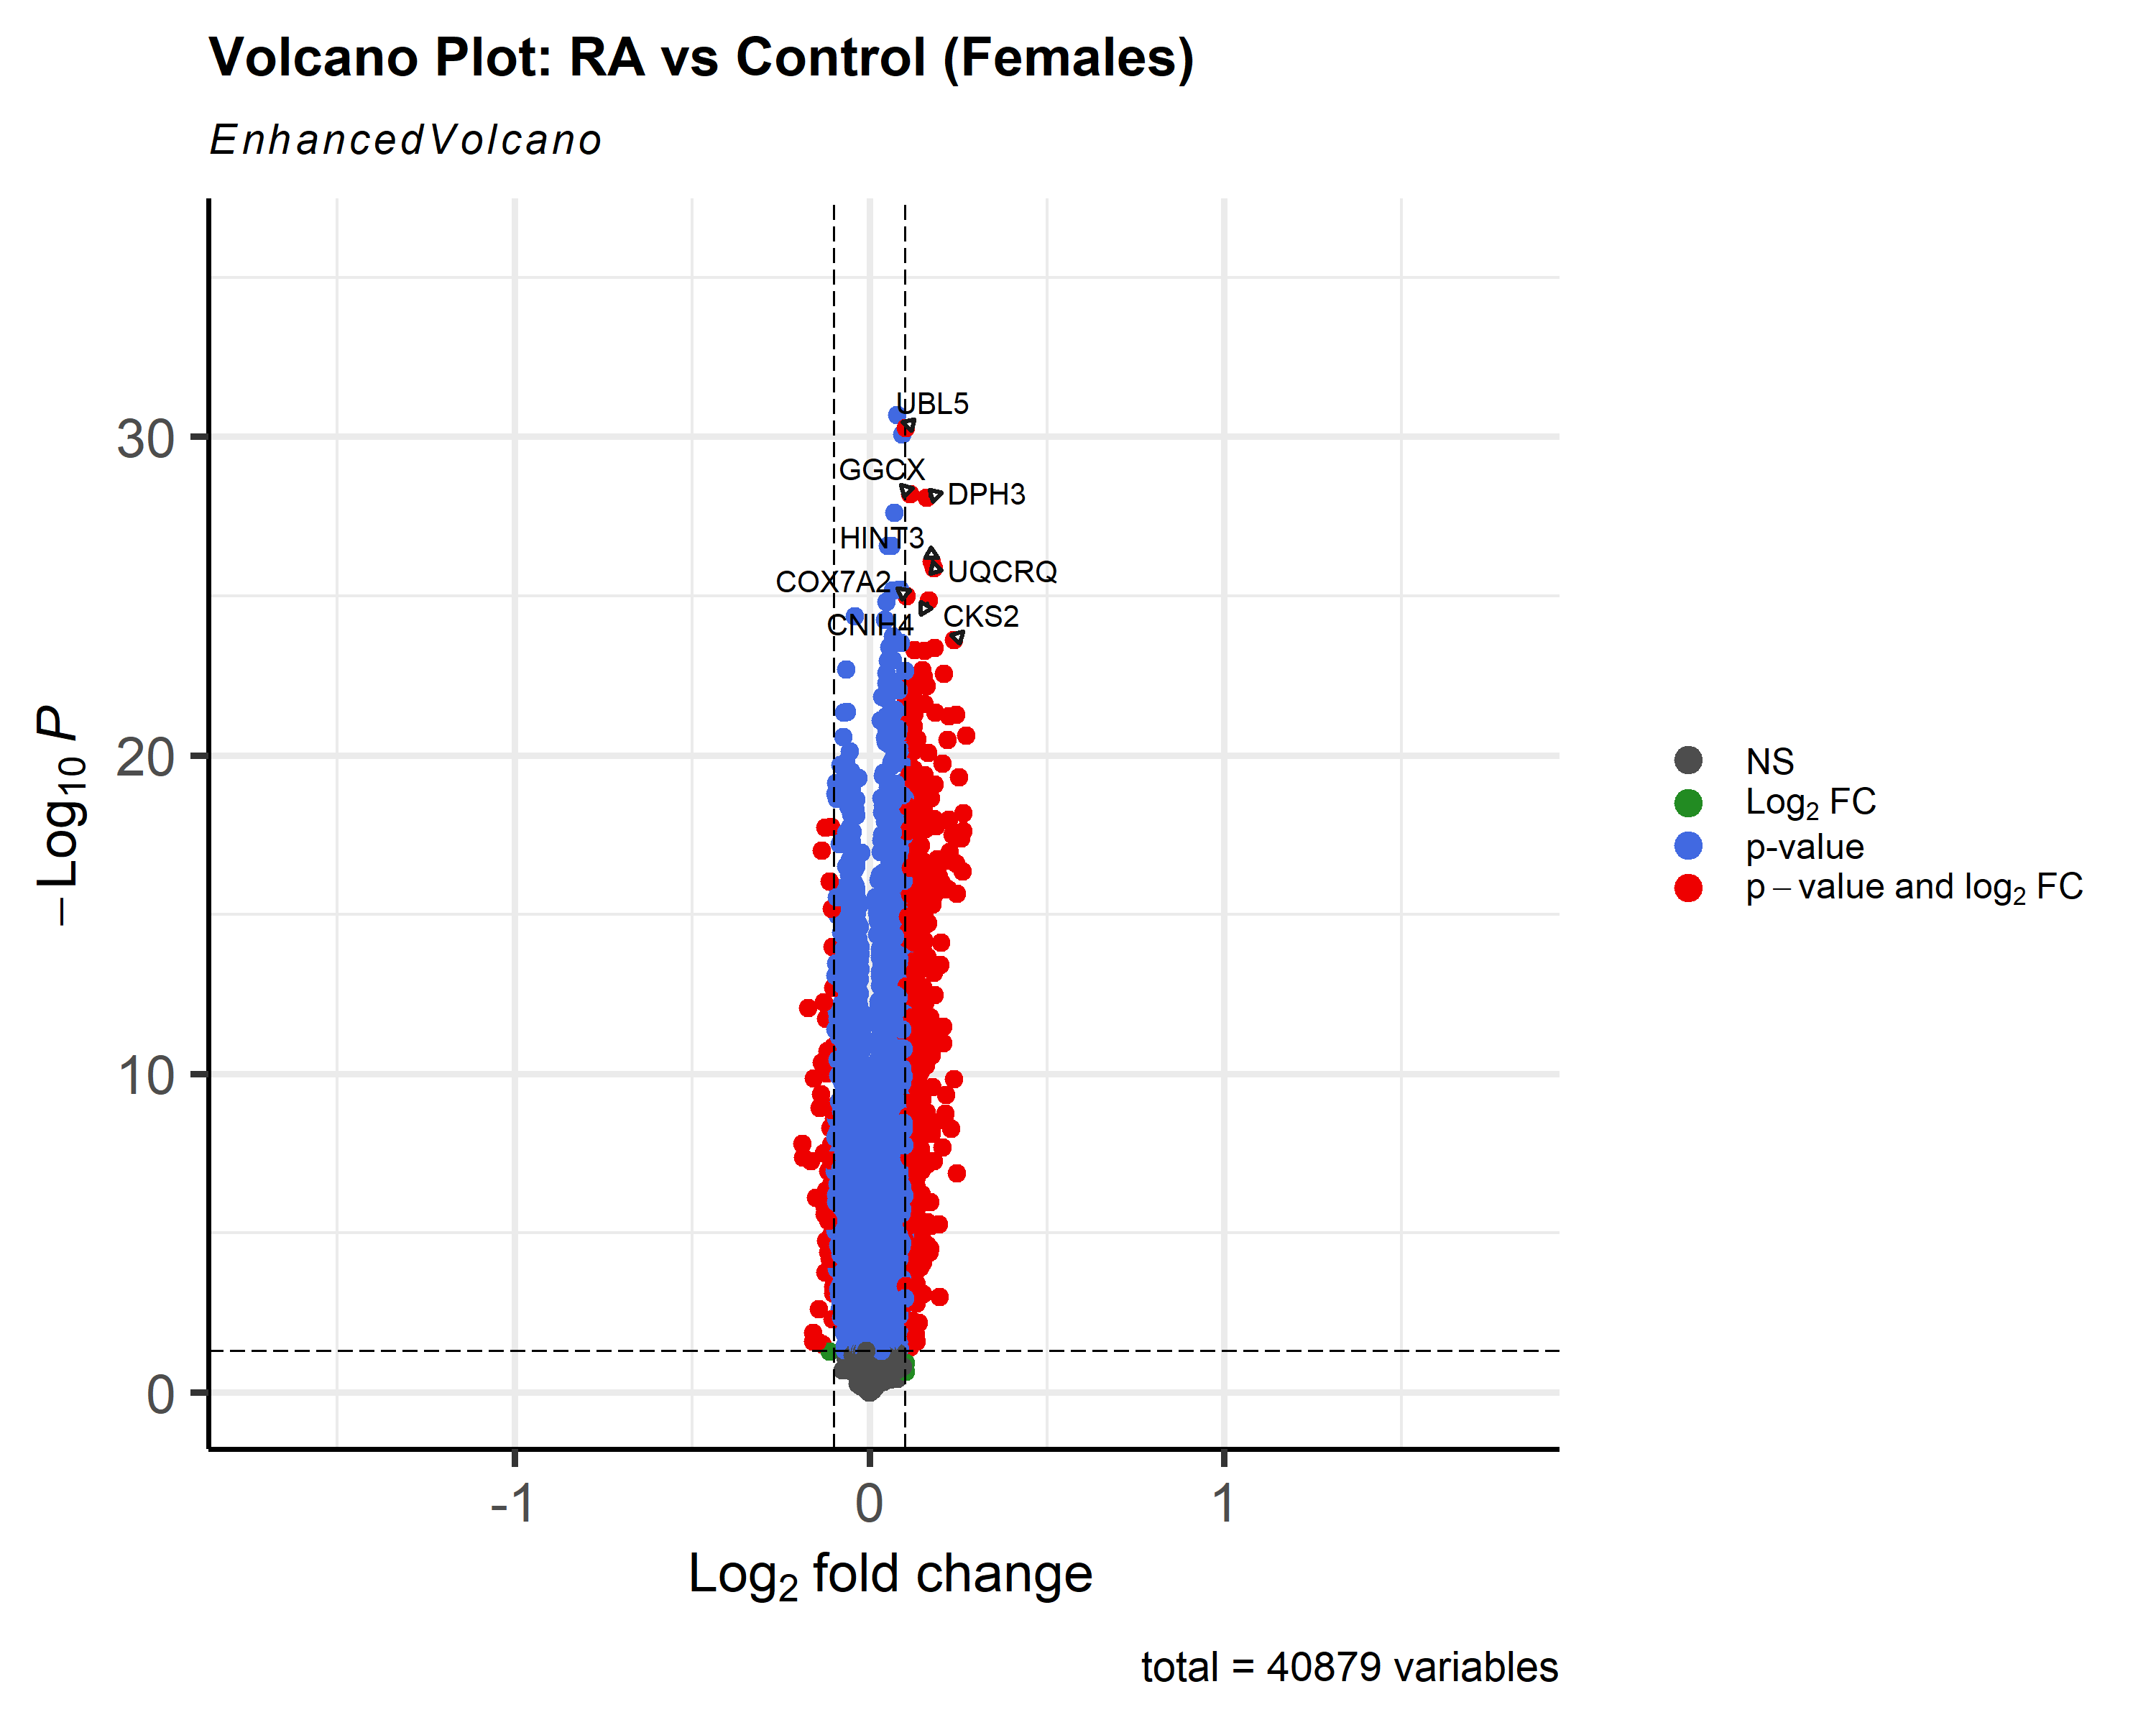 Volcano Plot: RA vs Control (Females)
EnhancedVolcano
−Log₁₀ P
30
20
10
0
UBL5
GGCX
DPH3
HINT3
UQCRQ
COX7A2
CKS2
CNIH4
NS
Log₂ FC
p-value
p − value and log₂ FC
-1 0 1
Log₂ fold change
total = 40879 variables